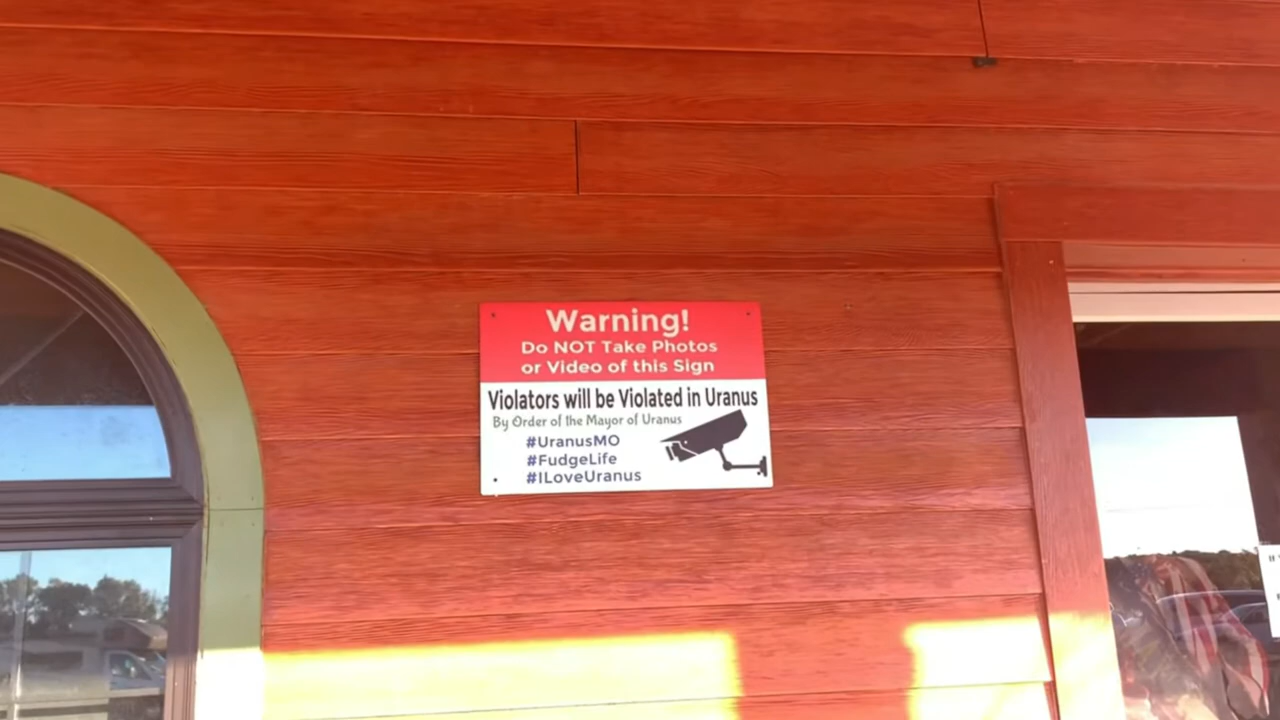 Warning!
Do NOT Take Photos
or Video of this Sign
Violators will be Violated in Uranus
By Order of the Mayor of Uranus
#UranusMO
#FudgeLife
#ILoveUranus